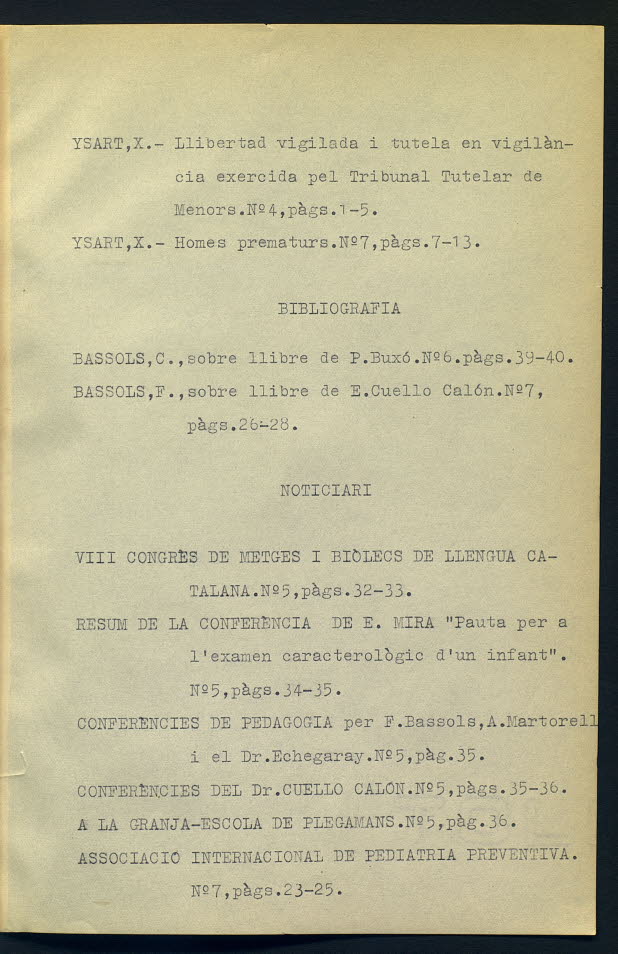 YSART,X.- Llibertad vigilada i tutela en vigilàn-
cia exercida pel Tribunal Tutelar de
Menors.Nº4,pàgs.1-5.
YSART,X.- Homes prematurs.Nº7,pàgs.7-13.
BIBLIOGRAFIA
BASSOLS,C.,sobre llibre de P.Buxó.Nº6.pàgs.39-40.
BASSOLS,F.,sobre llibre de E.Cuello Calón.Nº7,
pàgs.26-28.
NOTICIARI
VIII CONGRÈS DE METGES I BIÒLECS DE LLENGUA CA-
TALANA.Nº5,pàgs.32-33.
RESUM DE LA CONFERÈNCIA DE E. MIRA "Pauta per a
l'examen caracterològic d'un infant".
Nº5,pàgs.34-35.
CONFERÈNCIES DE PEDAGOGIA per F.Bassols,A.Martorell
i el Dr.Echegaray.Nº5,pàg.35.
CONFERÈNCIES DEL Dr.CUELLO CALÓN.Nº5,pàgs.35-36.
A LA GRANJA-ESCOLA DE PLEGAMANS.Nº5,pàg.36.
ASSOCIACIÓ INTERNACIONAL DE PEDIATRIA PREVENTIVA.
Nº7,pàgs.23-25.